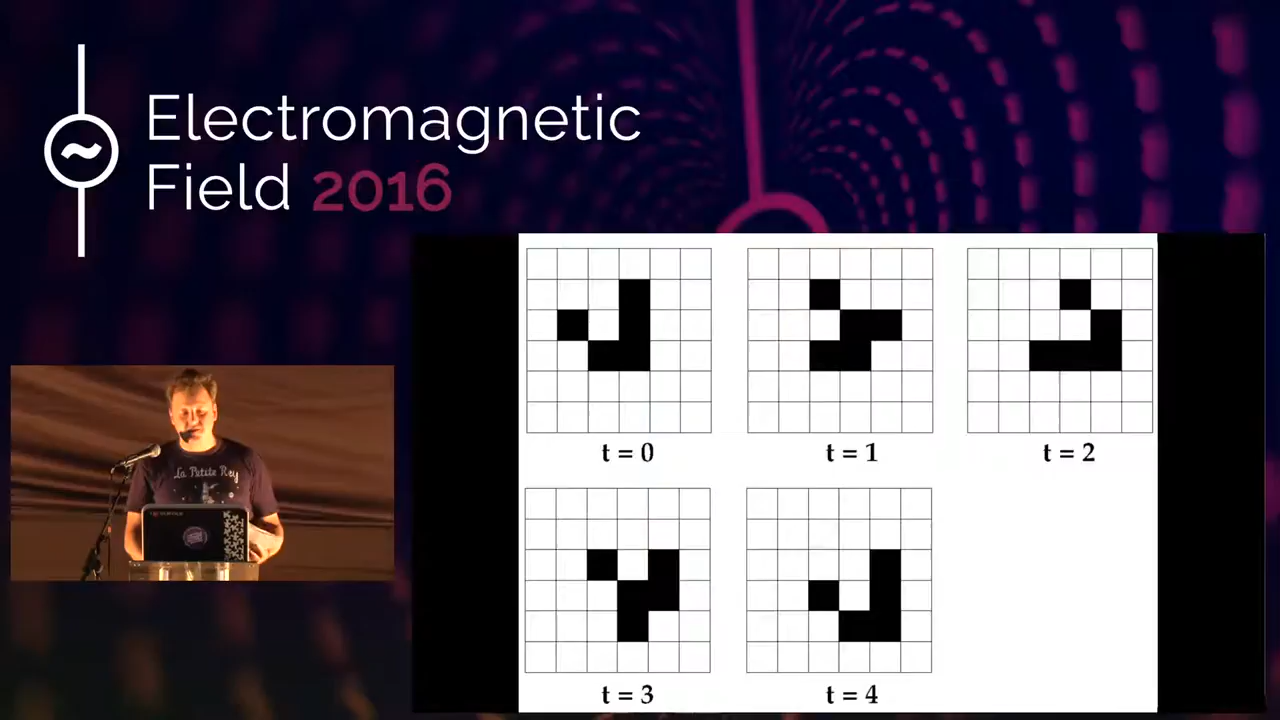 Electromagnetic
Field 2016
La Petite Rey
t = 0
t = 1
t = 2
t = 3
t = 4